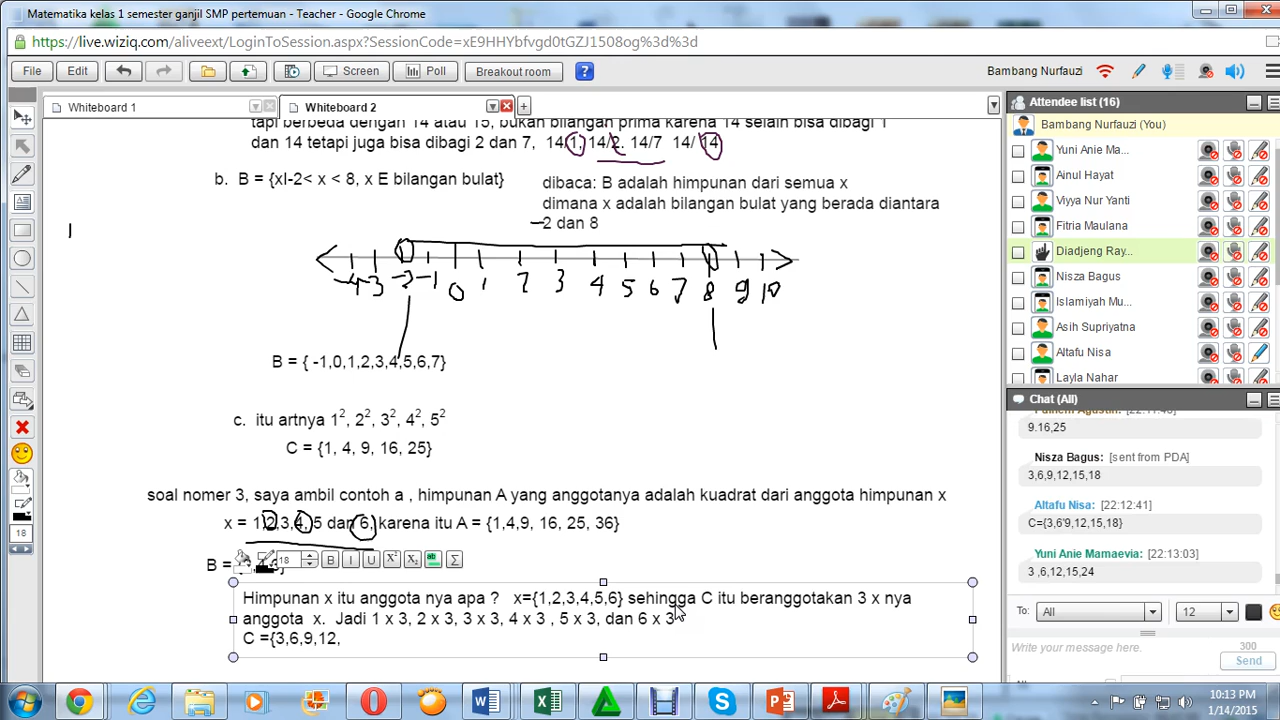 Matematika kelas 1 semester ganjil SMP pertemuan - Teacher - Google Chrome
https://live.wiziq.com/aliveext/LoginToSession.aspx?SessionCode=xE9HHYbfvgd0tGZJ1508og%3d%3d
File Edit Screen Poll Breakout room ? Bambang Nurfauzi
Whiteboard 1 Whiteboard 2
tapi berbeda dengan 14 atau 15, bukan bilangan prima karena 14 selain bisa dibagi 1
dan 14 tetapi juga bisa dibagi 2 dan 7, 14/1, 14/2. 14/7 14/ 14
b. B = {xI-2< x < 8, x E bilangan bulat}
dibaca: B adalah himpunan dari semua x
dimana x adalah bilangan bulat yang berada diantara
-2 dan 8
-4 -3 -2 -1 0 1 2 3 4 5 6 7 8 9 10
B = { -1,0,1,2,3,4,5,6,7}
c. itu artnya 1², 2², 3², 4², 5²
C = {1, 4, 9, 16, 25}
soal nomer 3, saya ambil contoh a , himpunan A yang anggotanya adalah kuadrat dari anggota himpunan x
x = 1,2,3,4, 5 dan 6, karena itu A = {1,4,9, 16, 25, 36}
B =
18 B I U X² X₂ ab Σ
Himpunan x itu anggota nya apa ? x={1,2,3,4,5,6} sehingga C itu beranggotakan 3 x nya
anggota x. Jadi 1 x 3, 2 x 3, 3 x 3, 4 x 3 , 5 x 3, dan 6 x 3
C ={3,6,9,12,
18
Attendee list (16)
Bambang Nurfauzi (You)
Yuni Anie Ma...
Ainul Hayat
Viyya Nur Yanti
Fitria Maulana
Diadjeng Ray...
Nisza Bagus
Islamiyah Mu...
Asih Supriyatna
Altafu Nisa
Layla Nahar
Chat (All)
[22:11:48]
9.16,25
Nisza Bagus: [sent from PDA]
3,6,9,12,15,18
Altafu Nesa: [22:12:41]
C={3,6'9,12,15,18}
Yuni Anie Mamaevia: [22:13:03]
3 ,6,12,15,24
To: All 12
Write your message here. 300
Send
10:13 PM
1/14/2015